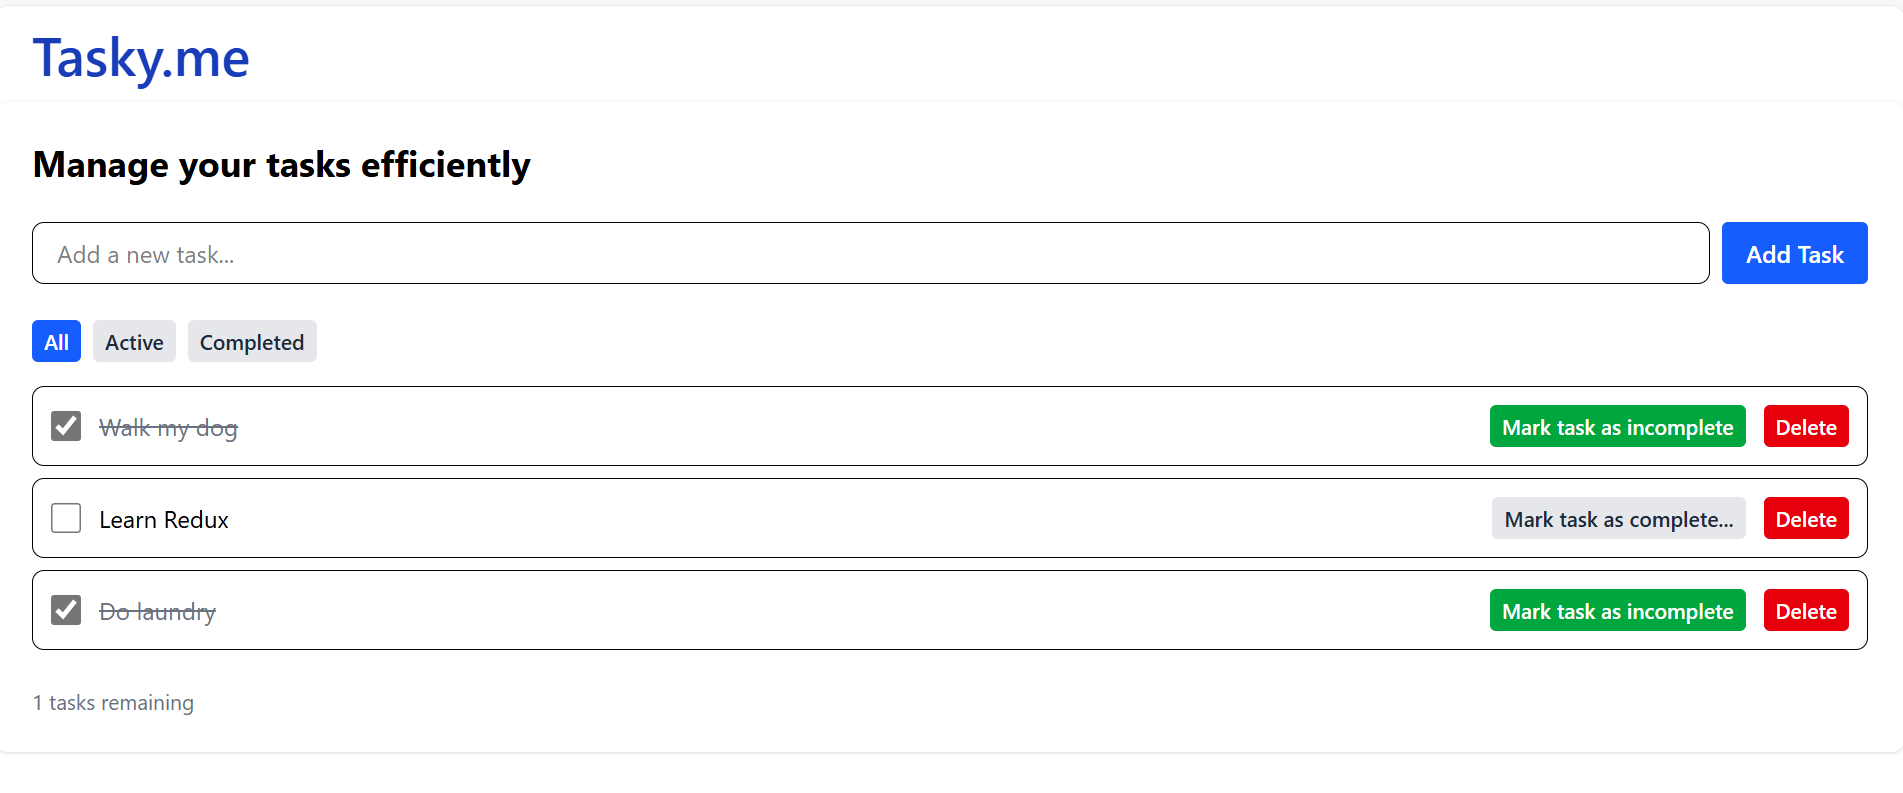 Tasky.me
Manage your tasks efficiently
Add a new task...
Add Task
All
Active
Completed
Walk my dog
Mark task as incomplete
Delete
Learn Redux
Mark task as complete...
Delete
Do laundry
Mark task as incomplete
Delete
1 tasks remaining